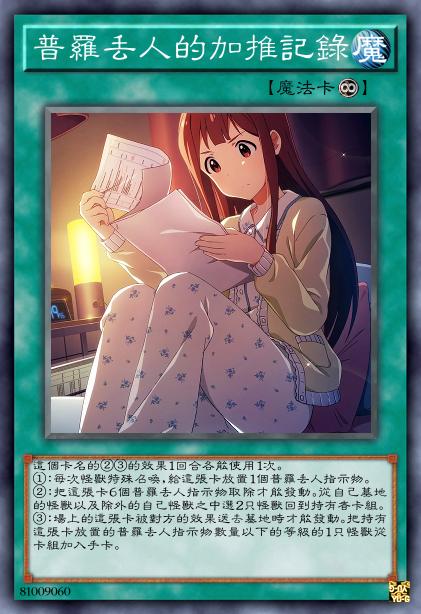 普羅丟人的加推記錄 魔
【魔法卡】
這個卡名的②③的效果1回合各能使用1次。
①:每次怪獸特殊召喚,給這張卡放置1個普羅丟人指示物。
②:把這張卡6個普羅丟人指示物取除才能發動。從自己墓地
的怪獸以及除外的自己怪獸之中選2只怪獸回到持有者卡組。
③:場上的這張卡被對方的效果送去墓地時才能發動。把持有
這張卡放置的普羅丟人指示物數量以下的等級的1只怪獸從
卡組加入手卡。
81009060